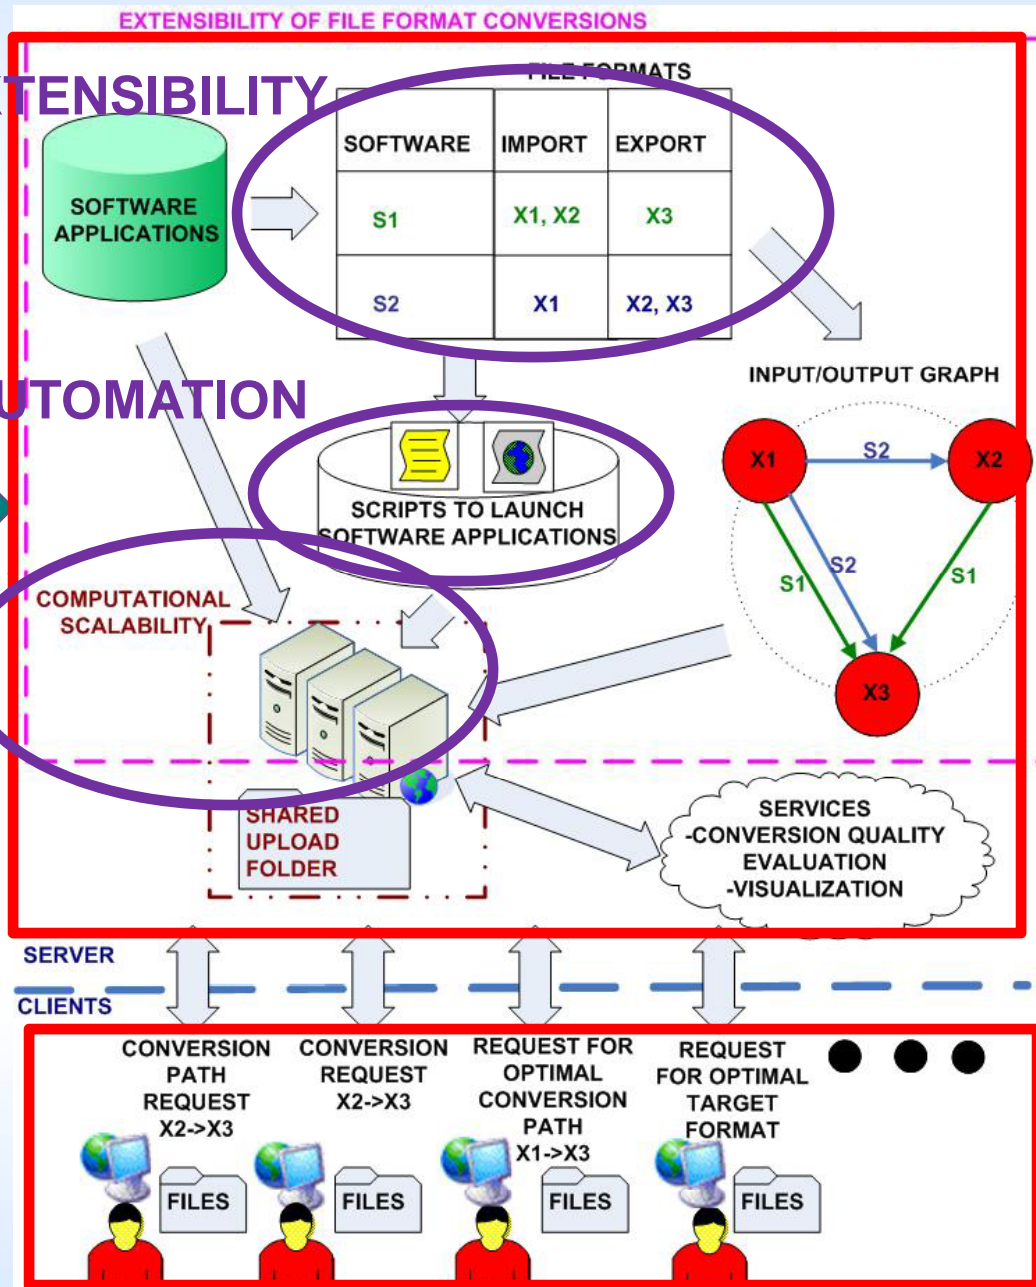 EXTENSIBILITY OF FILE FORMAT CONVERSIONS
XTENSIBILITY
FILE FORMATS
SOFTWARE IMPORT EXPORT
SOFTWARE
APPLICATIONS
S1 X1, X2 X3
S2 X1 X2, X3
UTOMATION
INPUT/OUTPUT GRAPH
X1 S2 X2
S1 S2 S1
X3
SCRIPTS TO LAUNCH
SOFTWARE APPLICATIONS
COMPUTATIONAL
SCALABILITY
SHARED
UPLOAD
FOLDER
SERVICES
-CONVERSION QUALITY
EVALUATION
-VISUALIZATION
SERVER
CLIENTS
CONVERSION
PATH
REQUEST
X2->X3
CONVERSION
REQUEST
X2->X3
REQUEST FOR
OPTIMAL
CONVERSION
PATH
X1->X3
REQUEST
FOR OPTIMAL
TARGET
FORMAT
FILES FILES FILES FILES